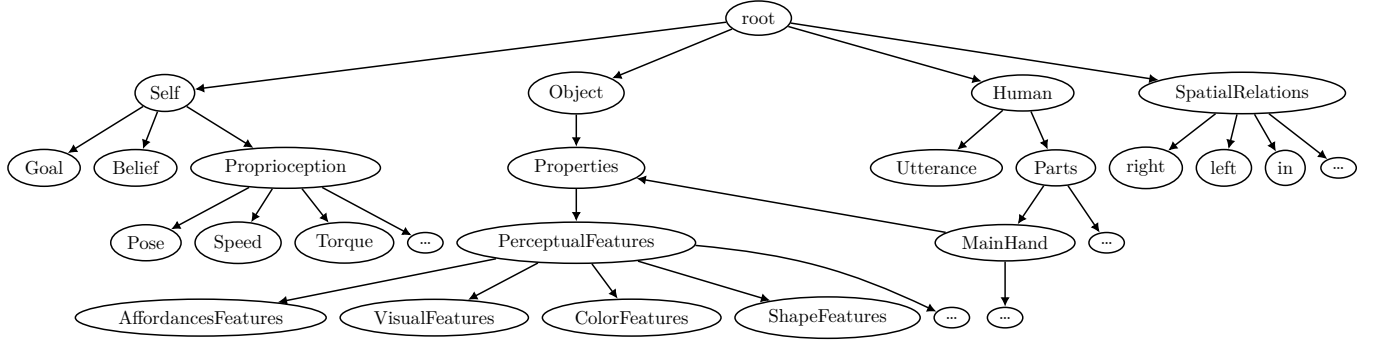 root
Self
Object
Human
SpatialRelations
Goal
Belief
Proprioception
Properties
Utterance
Parts
right
left
in
...
Pose
Speed
Torque
...
PerceptualFeatures
MainHand
...
AffordancesFeatures
VisualFeatures
ColorFeatures
ShapeFeatures
...
...